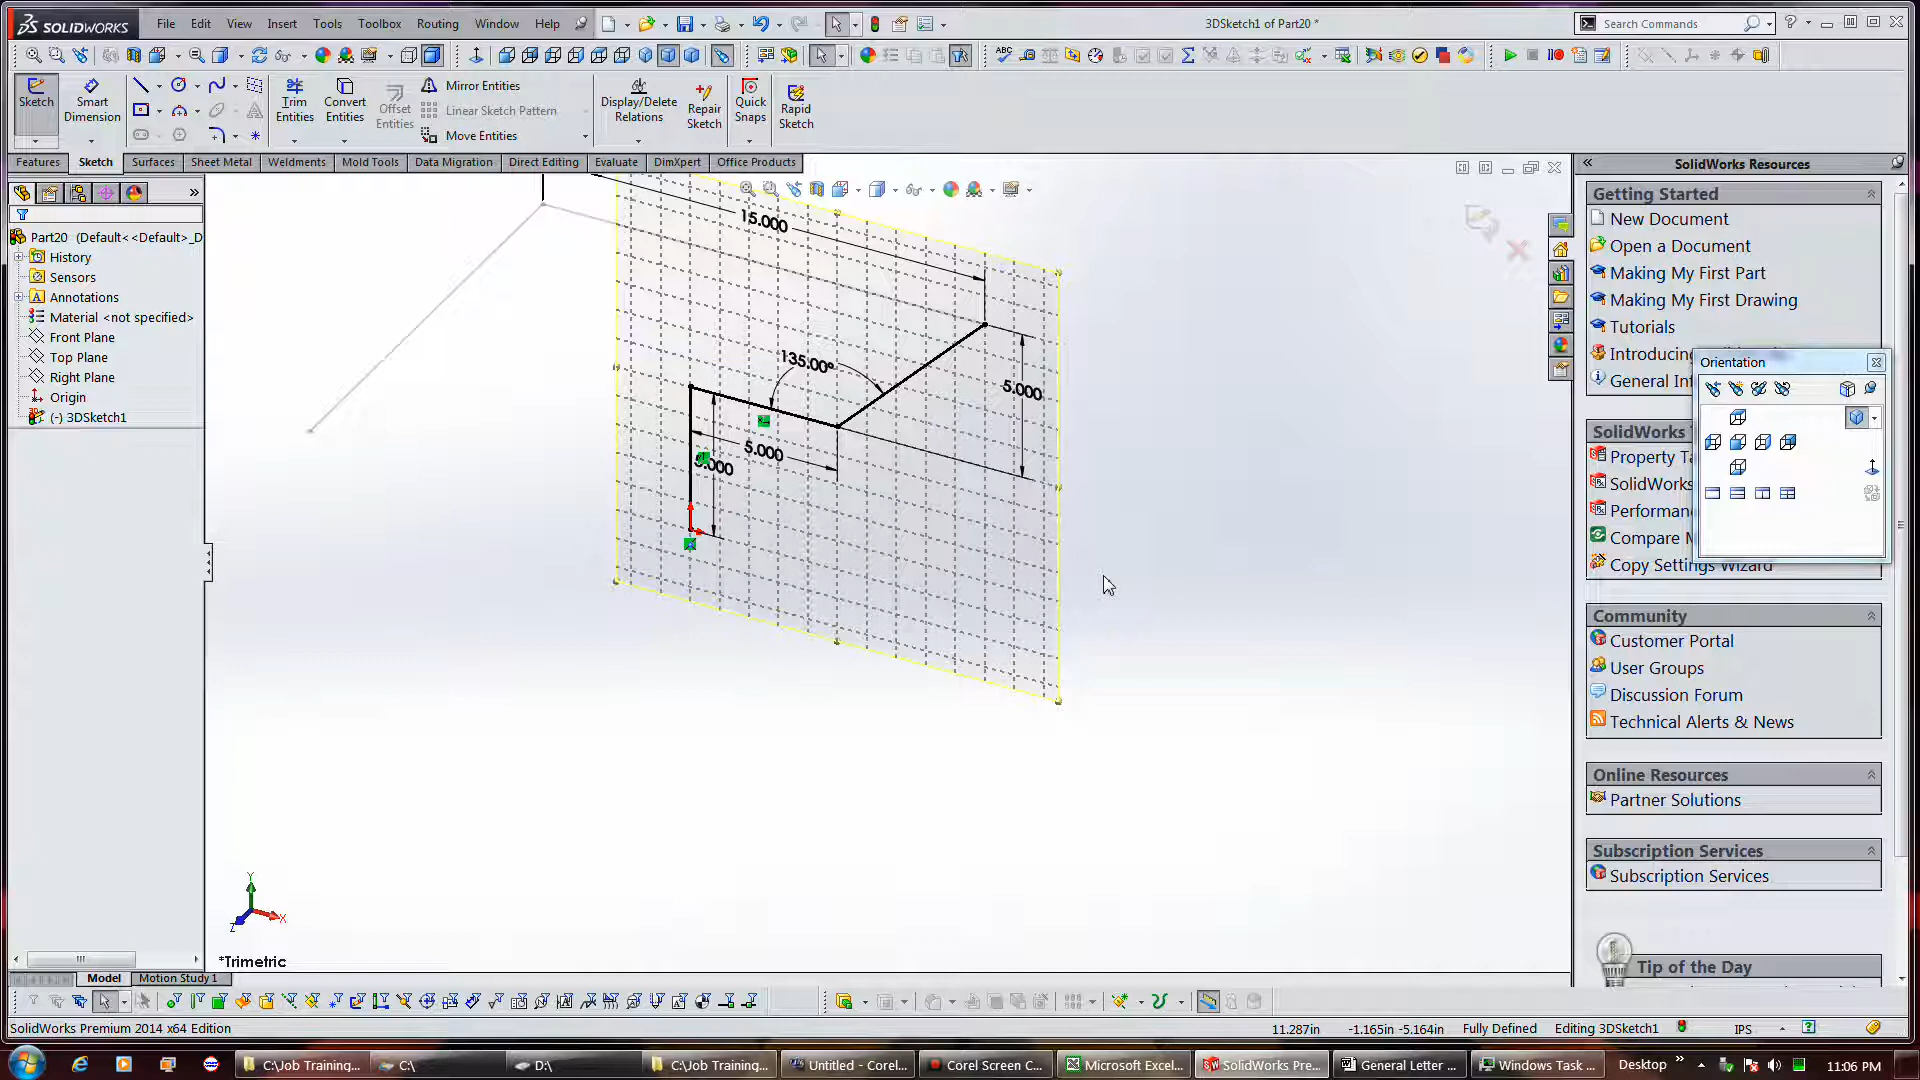 SOLIDWORKS File Edit View Insert Tools Toolbox Routing Window Help 3DSketch1 of Part20 * Search Commands
Sketch
Smart Dimension
Trim Entities
Convert Entities
Offset Entities
Mirror Entities
Linear Sketch Pattern
Move Entities
Display/Delete Relations
Repair Sketch
Quick Snaps
Rapid Sketch
Features Sketch Surfaces Sheet Metal Weldments Mold Tools Data Migration Direct Editing Evaluate DimXpert Office Products
Part20 (Default<<Default>_D
History
Sensors
Annotations
Material <not specified>
Front Plane
Top Plane
Right Plane
Origin
(-) 3DSketch1
15.000
135.00°
5.000
5.000
5.000
Y
X
Z
*Trimetric
SolidWorks Resources
Getting Started
New Document
Open a Document
Making My First Part
Making My First Drawing
Tutorials
Introducing
General In
Orientation
SolidWorks
Property Ta
SolidWorks
Performan
Compare M
Copy Settings Wizard
Community
Customer Portal
User Groups
Discussion Forum
Technical Alerts & News
Online Resources
Partner Solutions
Subscription Services
Subscription Services
Tip of the Day
Model Motion Study 1
SolidWorks Premium 2014 x64 Edition 11.287in -1.165in -5.164in Fully Defined Editing 3DSketch1 IPS
C:\Job Training... C:\ D:\ C:\Job Training... Untitled - Corel... Corel Screen C... Microsoft Excel... SolidWorks Pre... General Letter ... Windows Task ... Desktop 11:06 PM